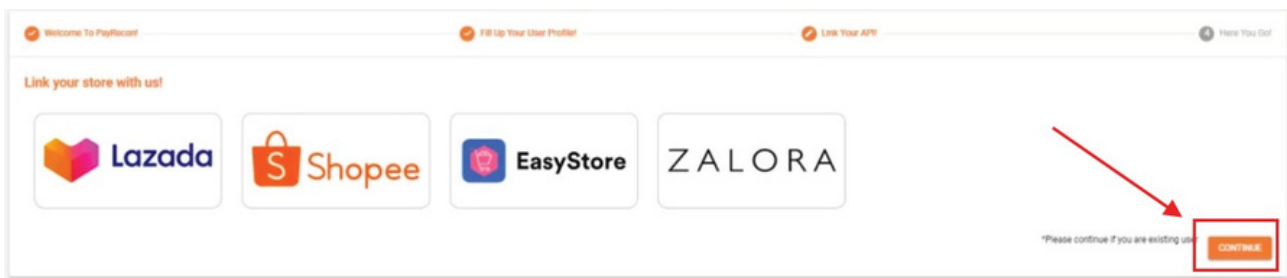 Welcome To PayRecon!
Fill Up Your User Profile!
Link Your API!
4 Here You Go!
Link your store with us!
Lazada
S Shopee
EasyStore
ZALORA
*Please continue if you are existing user
CONTINUE